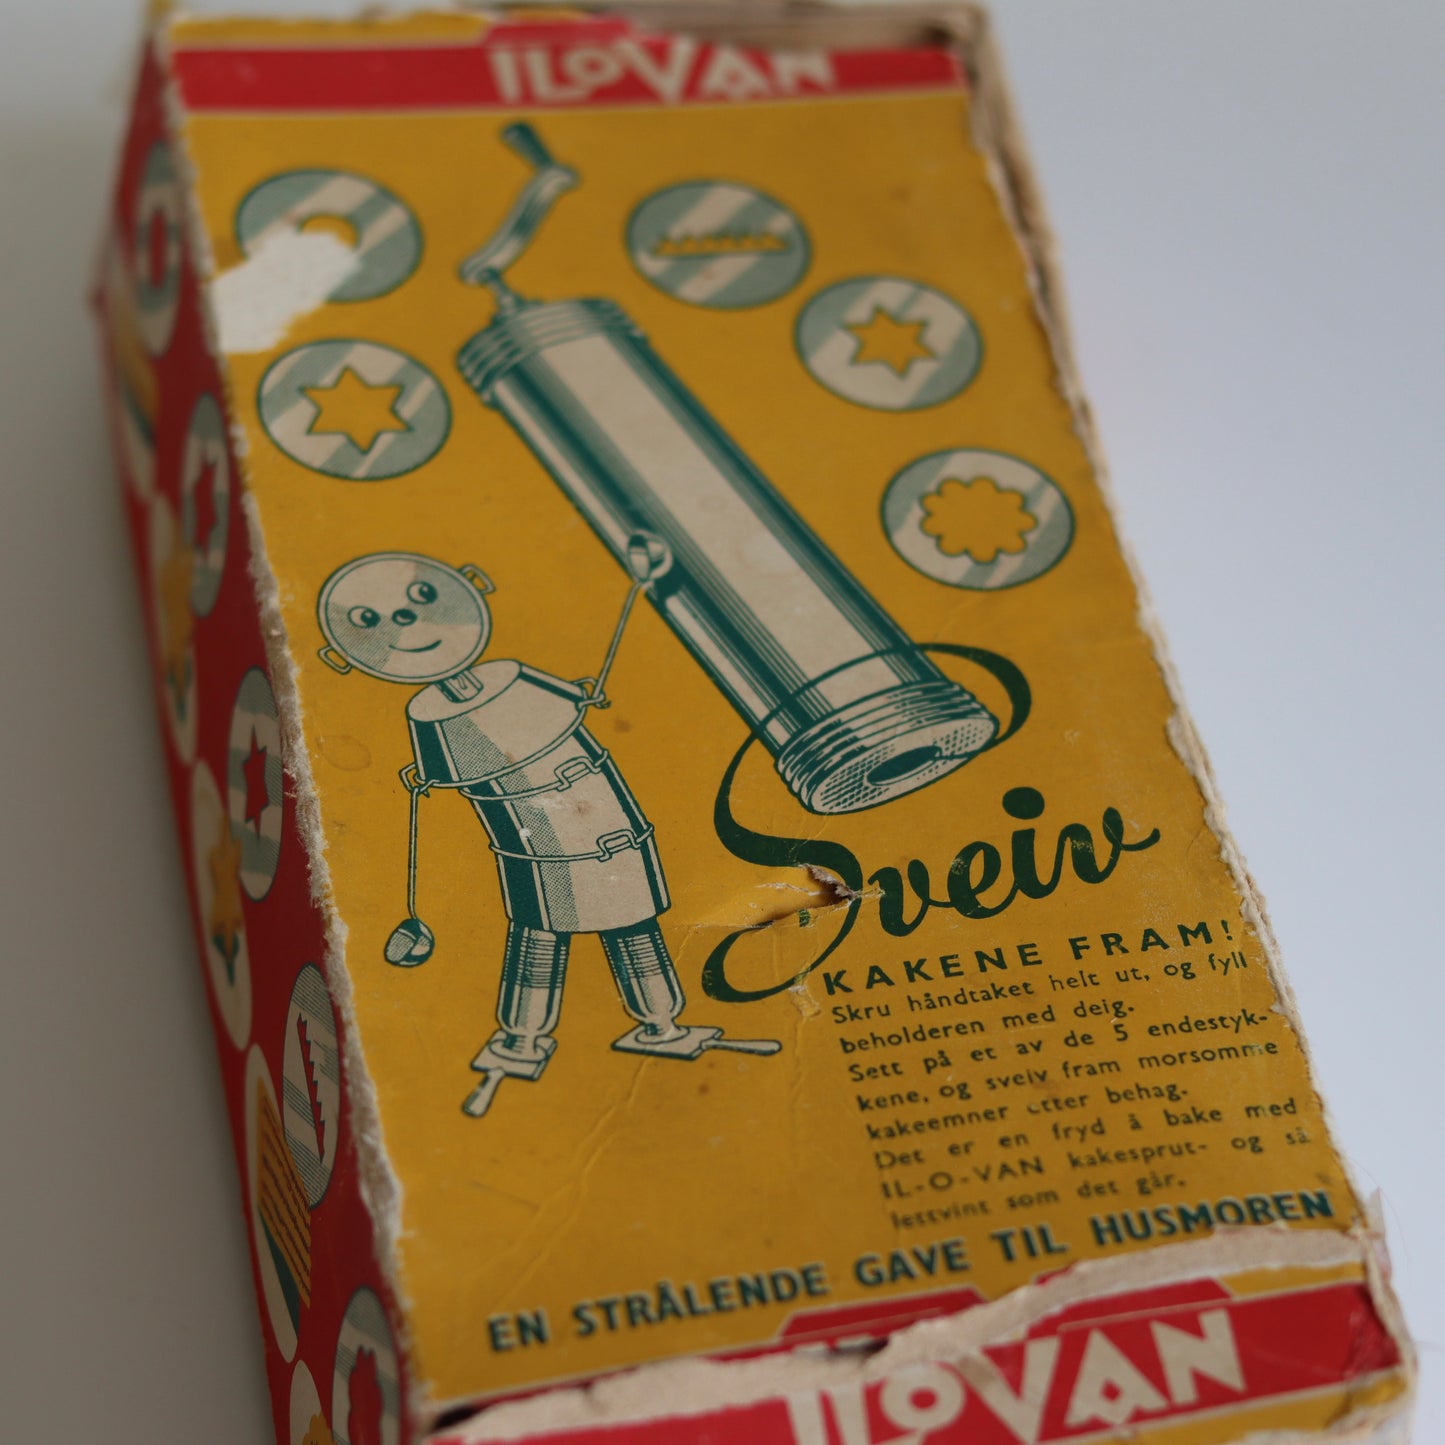 ILOVAN
Sveiv
KAKENE FRAM!
Skru håndtaket helt ut, og fyll
beholderen med deig.
Sett på et av de 5 endestyk-
kene, og sveiv fram morsomme
kakeemner etter behag.
Det er en fryd å bake med
IL-O-VAN kakesprut- og så
lettvint som det går.
EN STRÅLENDE GAVE TIL HUSMOREN
ILOVAN